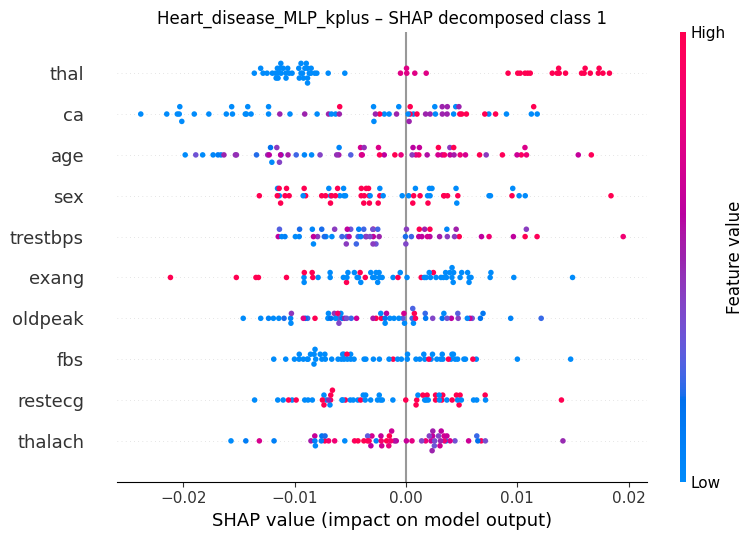 Heart_disease_MLP_kplus – SHAP decomposed class 1
High
thal
ca
age
sex
trestbps
exang
oldpeak
fbs
restecg
thalach
Feature value
Low
−0.02 −0.01 0.00 0.01 0.02
SHAP value (impact on model output)